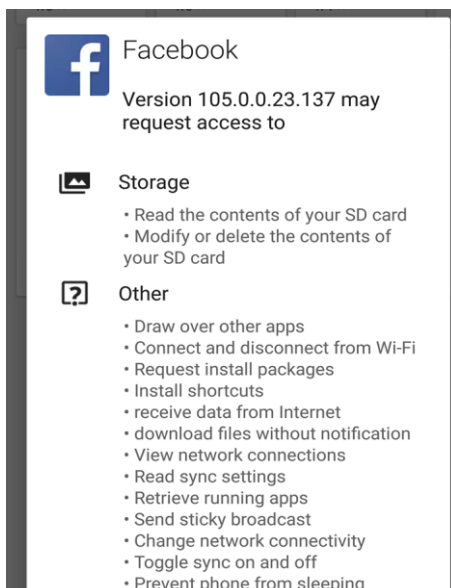 Facebook
Version 105.0.0.23.137 may
request access to
Storage
• Read the contents of your SD card
• Modify or delete the contents of
your SD card
Other
• Draw over other apps
• Connect and disconnect from Wi-Fi
• Request install packages
• Install shortcuts
• receive data from Internet
• download files without notification
• View network connections
• Read sync settings
• Retrieve running apps
• Send sticky broadcast
• Change network connectivity
• Toggle sync on and off
• Prevent phone from sleeping